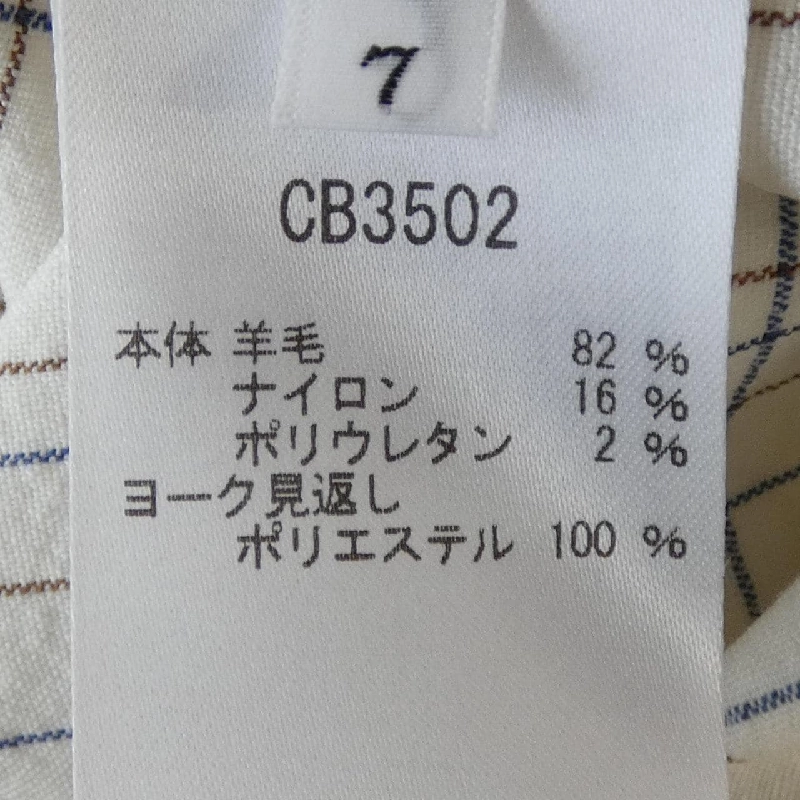 7
CB3502
本体 羊毛 82 %
ナイロン 16 %
ポリウレタン 2 %
ヨーク見返し
ポリエステル 100 %